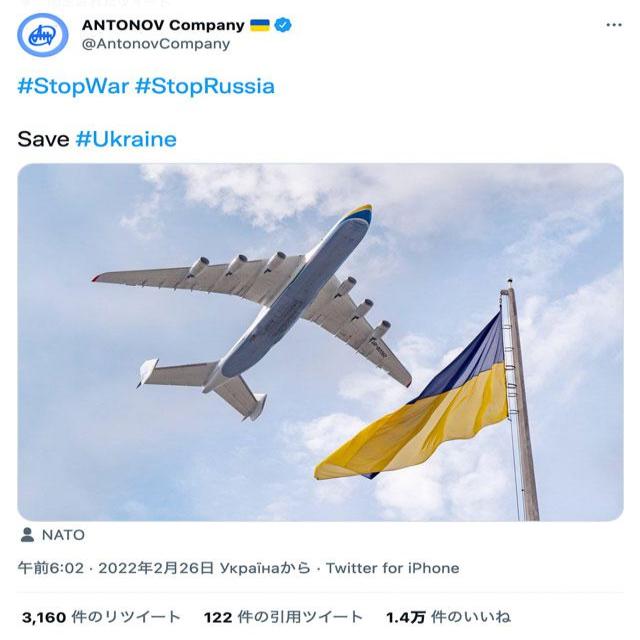 ANTONOV Company
@AntonovCompany
#StopWar #StopRussia
Save #Ukraine
NATO
午前6:02 · 2022年2月26日 Українаから · Twitter for iPhone
3,160 件のリツイート 122 件の引用ツイート 1.4万 件のいいね